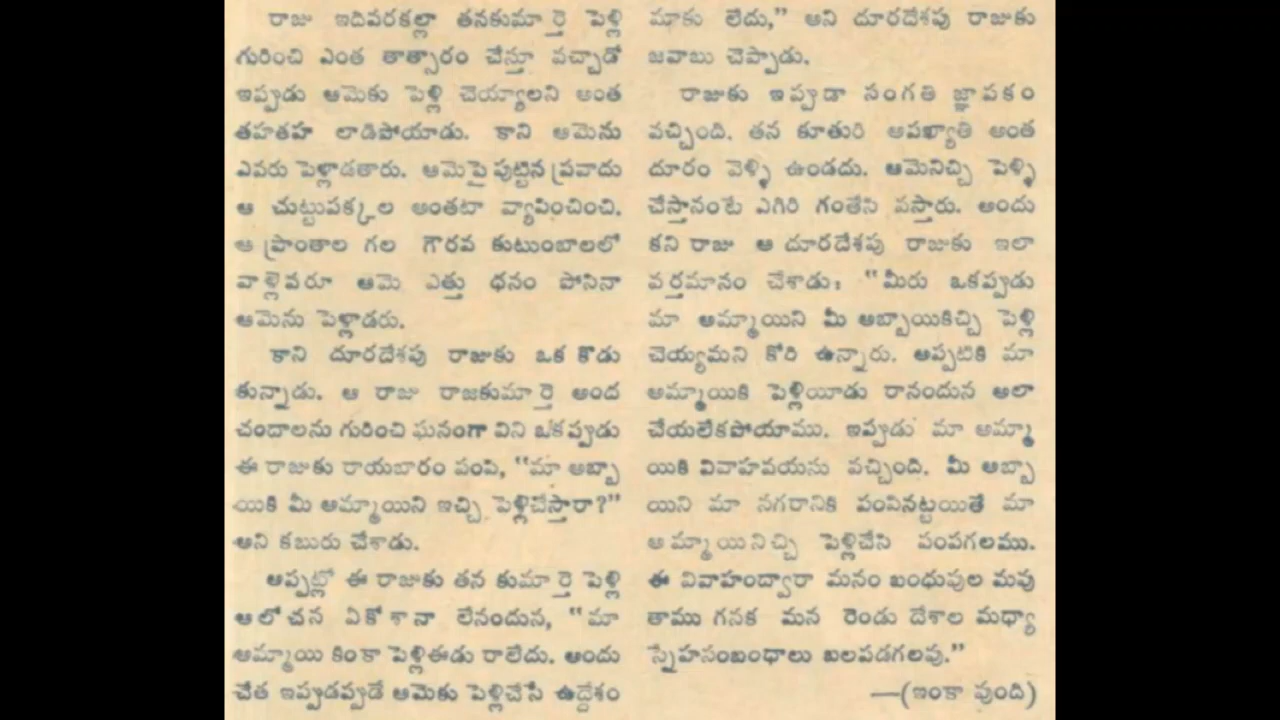 రాజు ఇదివరకల్లా తనకుమార్తె పెళ్లి
గురించి ఎంత తాత్సారం చేస్తూ వచ్చాడో
ఇప్పుడు ఆమెకు పెళ్లి చెయ్యాలని అంత
తహతహ లాడిపోయాడు. కాని ఆమెను
ఎవరు పెళ్లాడతారు. ఆమెపై పుట్టిన ప్రవాదు
ఆ చుట్టుపక్కల అంతటా వ్యాపించింది.
ఆ ప్రాంతాల గల గౌరవ కుటుంబాలలో
వాళ్లెవరూ ఆమె ఎత్తు ధనం పోసినా
ఆమెను పెళ్లాడరు.
కాని దూరదేశపు రాజుకు ఒక కొడు
కున్నాడు. ఆ రాజు రాజకుమార్తె అంద
చందాలను గురించి ఘనంగా విని ఒకప్పుడు
ఈ రాజుకు రాయబారం పంపి, "మా అబ్బా
యికి మీ అమ్మాయిని ఇచ్చి పెళ్లిచేస్తారా?"
అని కబురు చేశాడు.
అప్పట్లో ఈ రాజుకు తన కుమార్తె పెళ్లి
ఆలోచన ఏకోశానా లేనందున, "మా
అమ్మాయి కింకా పెళ్లిఈడు రాలేదు. అందు
చేత ఇప్పుడప్పుడే ఆమెకు పెళ్లిచేసే ఉద్దేశం
మాకు లేదు," అని దూరదేశపు రాజుకు
జవాబు చెప్పాడు.
రాజుకు ఇప్పుడా సంగతి జ్ఞాపకం
వచ్చింది. తన కూతురి అపఖ్యాతి అంత
దూరం వెళ్ళి ఉండదు. ఆమెనిచ్చి పెళ్ళి
చేస్తానంటే ఎగిరి గంతేసి వస్తారు. అందు
కని రాజు ఆ దూరదేశపు రాజుకు ఇలా
వర్తమానం చేశాడు: "మీరు ఒకప్పుడు
మా అమ్మాయిని మీ అబ్బాయికిచ్చి పెళ్లి
చెయ్యమని కోరి ఉన్నారు. అప్పటికి మా
అమ్మాయికి పెళ్లియీడు రానందున అలా
చేయలేకపోయాము. ఇప్పుడు మా అమ్మా
యికి వివాహవయసు వచ్చింది. మీ అబ్బా
యిని మా నగరానికి పంపినట్టయితే మా
అమ్మాయినిచ్చి పెళ్లిచేసి పంపగలము.
ఈ వివాహంద్వారా మనం బంధువుల మవు
తాము గనక మన రెండు దేశాల మధ్యా
స్నేహసంబంధాలు బలపడగలవు."
—(ఇంకా వుంది)